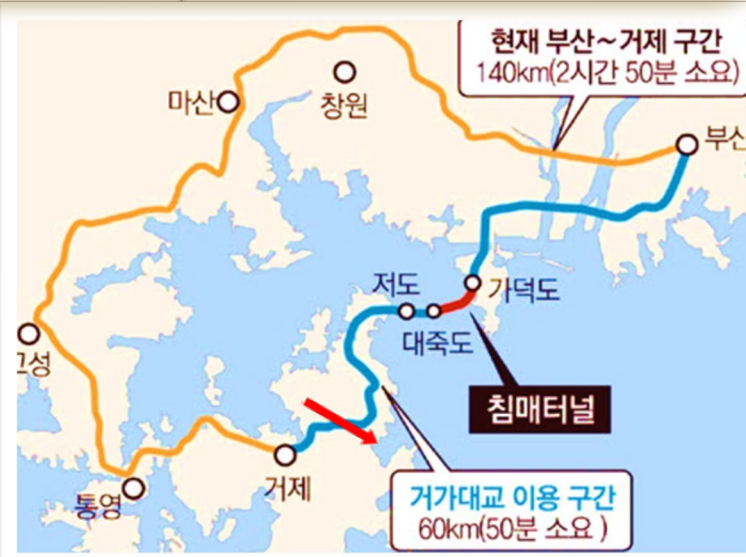 현재 부산~거제 구간
140km(2시간 50분 소요)
마산
창원
부산
저도
가덕도
대죽도
고성
침매터널
거제
통영
거가대교 이용 구간
60km(50분 소요)